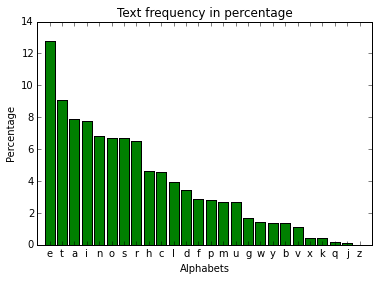 Text frequency in percentage
14
12
10
8
6
4
2
0
Percentage
e t a i n o s r h c l d f p m u g w y b v x k q j z
Alphabets